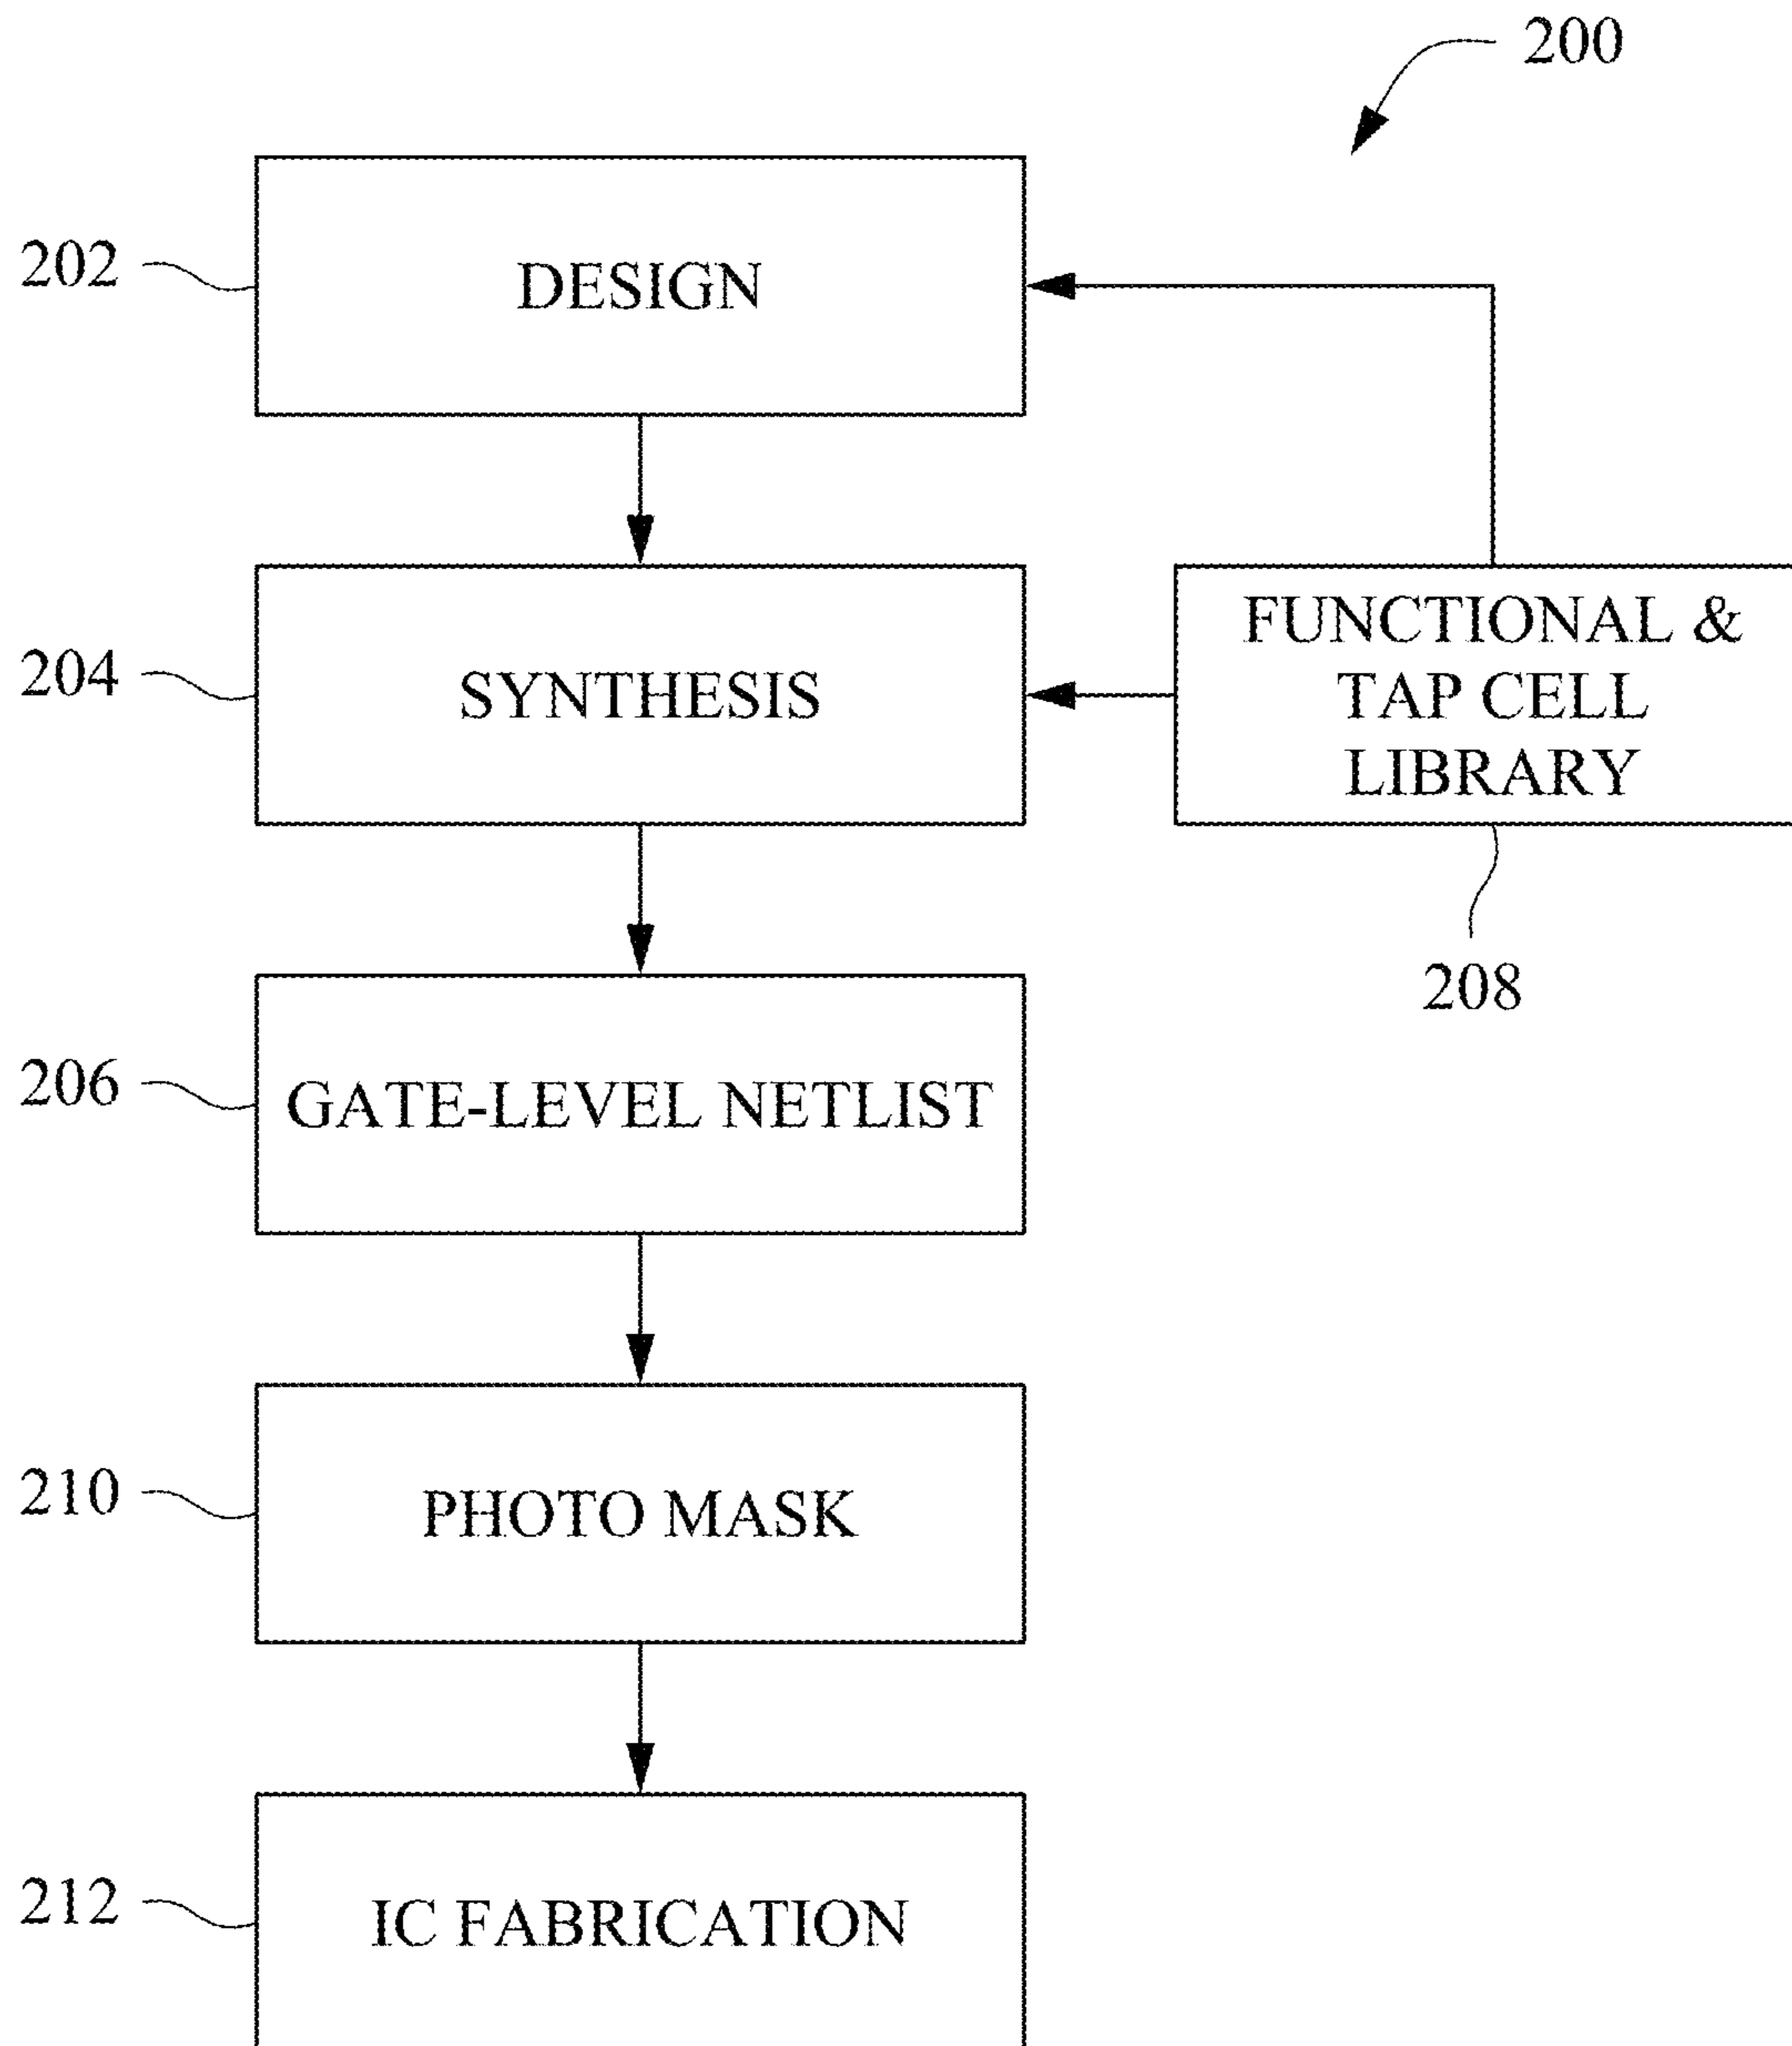 200
202
DESIGN
204
SYNTHESIS
FUNCTIONAL &
TAP CELL
LIBRARY
208
206
GATE-LEVEL NETLIST
210
PHOTO MASK
212
IC FABRICATION